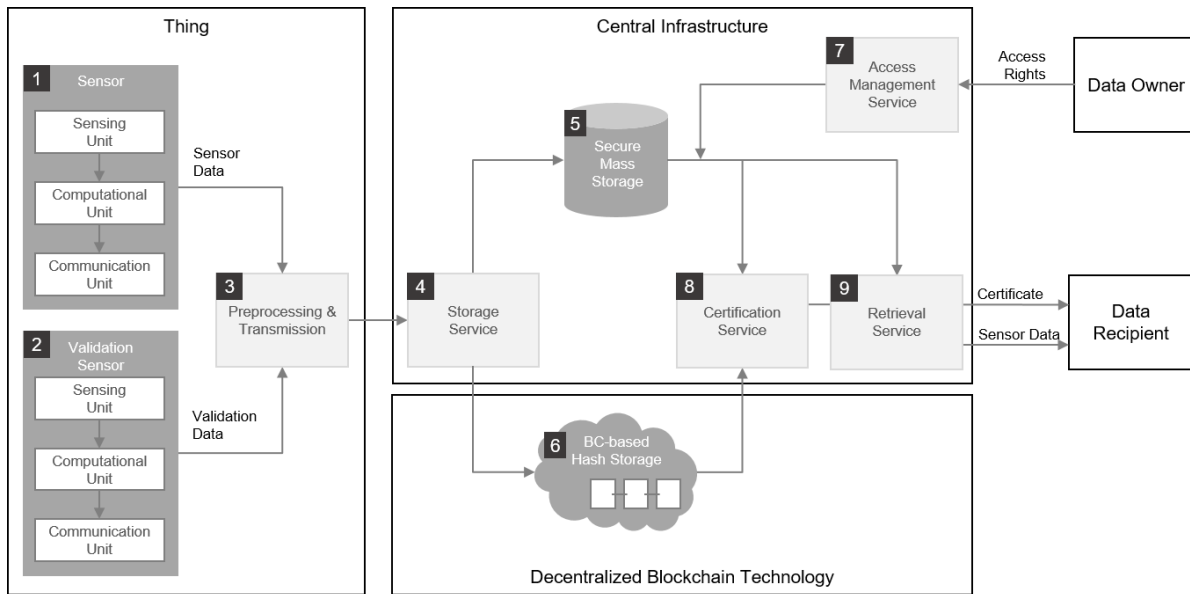 Thing
1
Sensor
Sensing
Unit
Computational
Unit
Communication
Unit
Sensor
Data
2
Validation
Sensor
Sensing
Unit
Computational
Unit
Communication
Unit
Validation
Data
3
Preprocessing &
Transmission
Central Infrastructure
4
Storage
Service
5
Secure
Mass
Storage
7
Access
Management
Service
Access
Rights
Data Owner
8
Certification
Service
9
Retrieval
Service
Certificate
Sensor Data
Data
Recipient
6
BC-based
Hash Storage
Decentralized Blockchain Technology